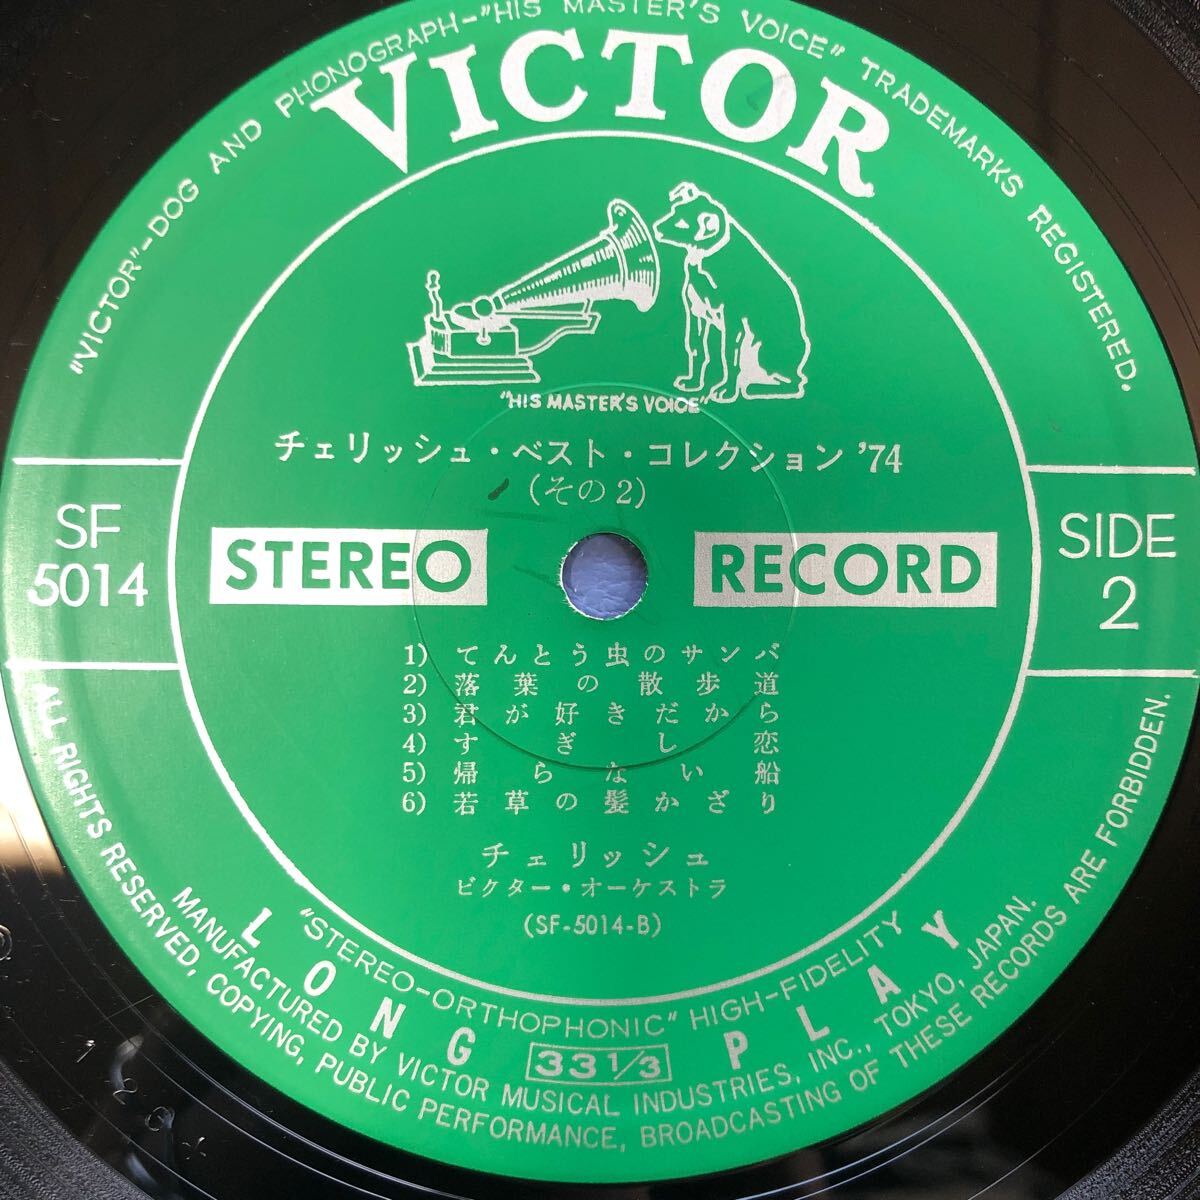 "VICTOR"-DOG AND PHONOGRAPH-"HIS MASTER'S VOICE" TRADEMARKS REGISTERED.
VICTOR
"HIS MASTER'S VOICE"
チェリッシュ・ベスト・コレクション '74
(その2)
SF
5014
STEREO RECORD
SIDE
2
1) てんとう虫のサンバ
2) 落葉の散歩道
3) 君が好きだから
4) すぎし恋
5) 帰らない船
6) 若草の髪かざり
チェリッシュ
ビクター・オーケストラ
(SF-5014-B)
"STEREO-ORTHOPHONIC" HIGH-FIDELITY
LONG 33 1/3 PLAY
MANUFACTURED BY VICTOR MUSICAL INDUSTRIES, INC., TOKYO, JAPAN.
ALL RIGHTS RESERVED, COPYING, PUBLIC PERFORMANCE, BROADCASTING OF THESE RECORDS ARE FORBIDDEN.